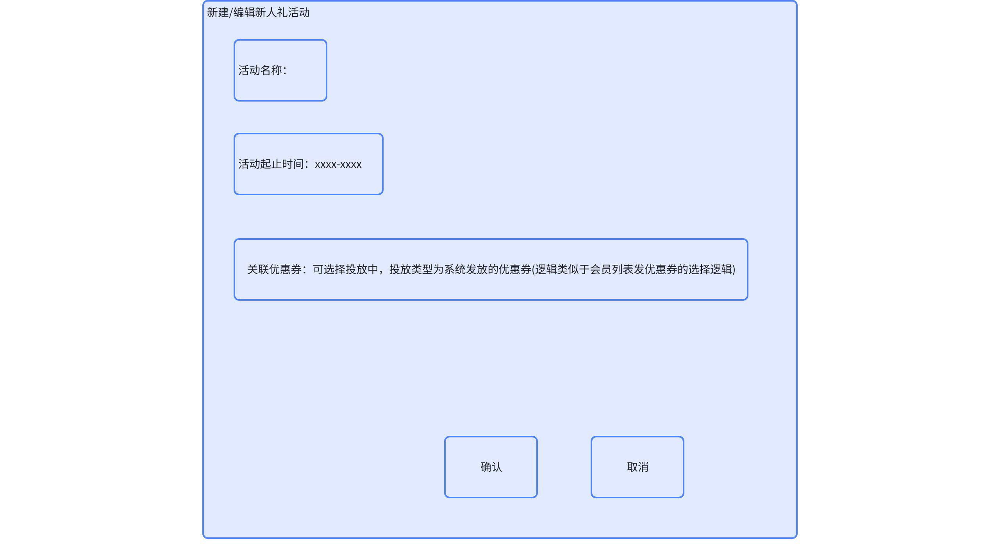 新建/编辑新人礼活动
活动名称：
活动起止时间：xxxx-xxxx
关联优惠券：可选择投放中，投放类型为系统发放的优惠券(逻辑类似于会员列表发优惠券的选择逻辑)
确认
取消